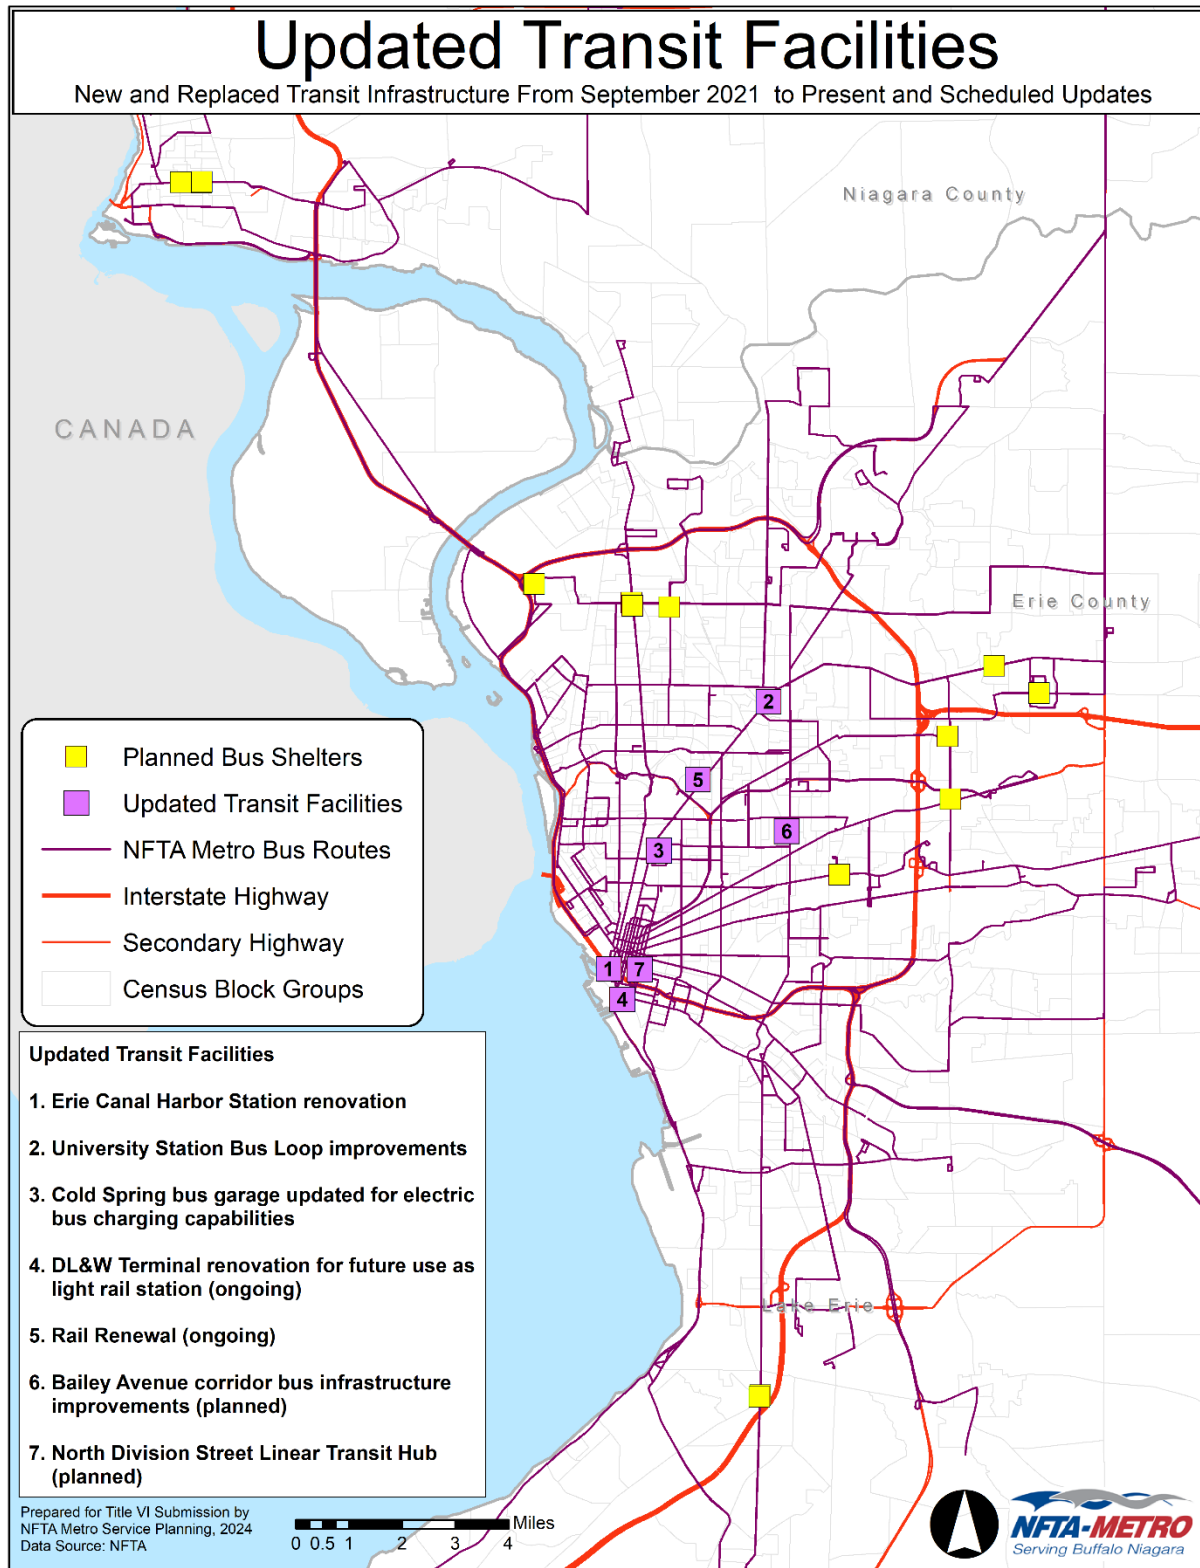 Updated Transit Facilities
New and Replaced Transit Infrastructure From September 2021 to Present and Scheduled Updates
Niagara County
CANADA
Erie County
2
5
6
3
1
7
4
Planned Bus Shelters
Updated Transit Facilities
NFTA Metro Bus Routes
Interstate Highway
Secondary Highway
Census Block Groups
Updated Transit Facilities
1. Erie Canal Harbor Station renovation
2. University Station Bus Loop improvements
3. Cold Spring bus garage updated for electric
bus charging capabilities
4. DL&W Terminal renovation for future use as
light rail station (ongoing)
5. Rail Renewal (ongoing)
6. Bailey Avenue corridor bus infrastructure
improvements (planned)
7. North Division Street Linear Transit Hub
(planned)
Lake Erie
Prepared for Title VI Submission by
NFTA Metro Service Planning, 2024
Data Source: NFTA
Miles
0 0.5 1 2 3 4
NFTA-METRO
Serving Buffalo Niagara